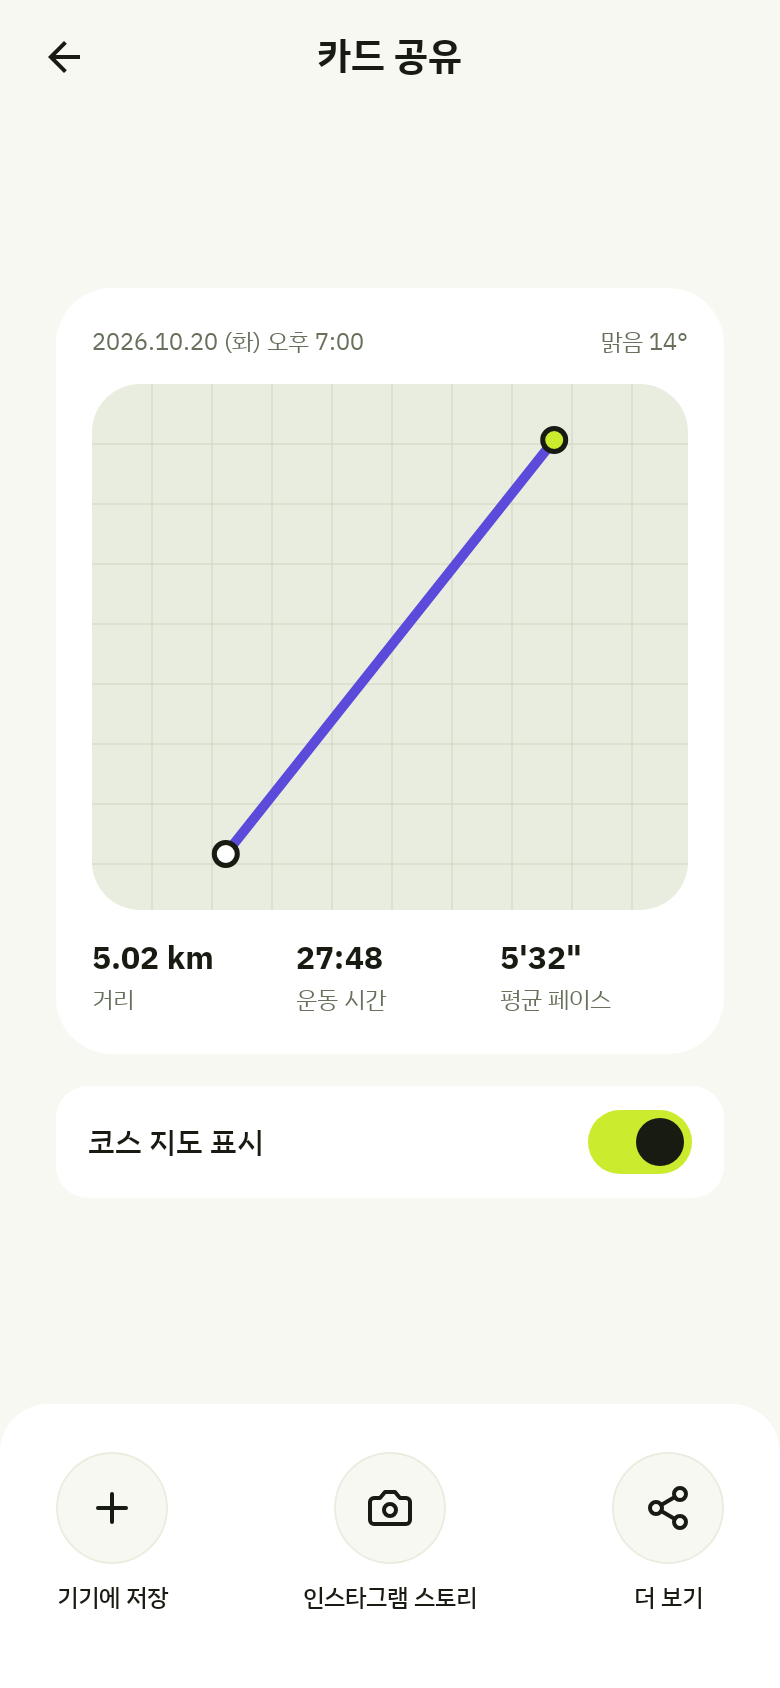 카드 공유
2026.10.20 (화) 오후 7:00 맑음 14°
5.02 km 27:48 5'32"
거리 운동 시간 평균 페이스
코스 지도 표시
기기에 저장 인스타그램 스토리 더 보기